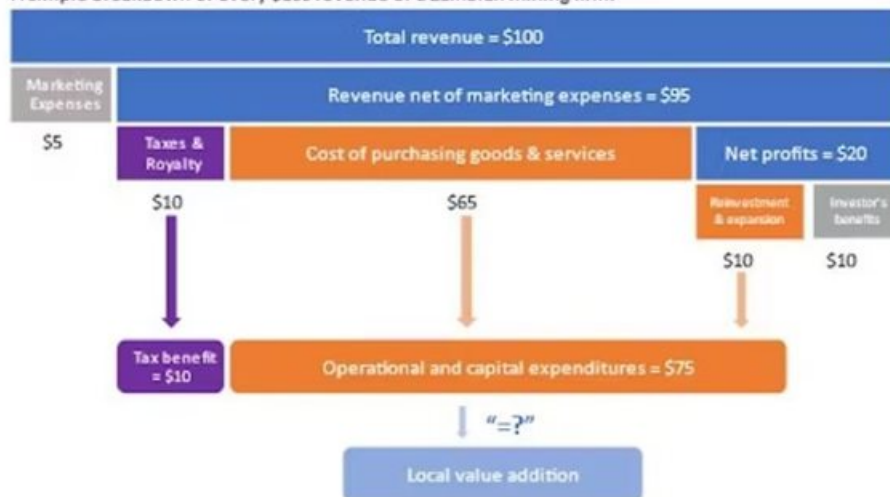 Total revenue = $100
Marketing
Expenses
Revenue net of marketing expenses = $95
$5
Taxes &
Royalty
Cost of purchasing goods & services
Net profits = $20
$10
$65
Reinvestment
& expansion
Investor's
benefits
$10
$10
Tax benefit
= $10
Operational and capital expenditures = $75
“=?”
Local value addition